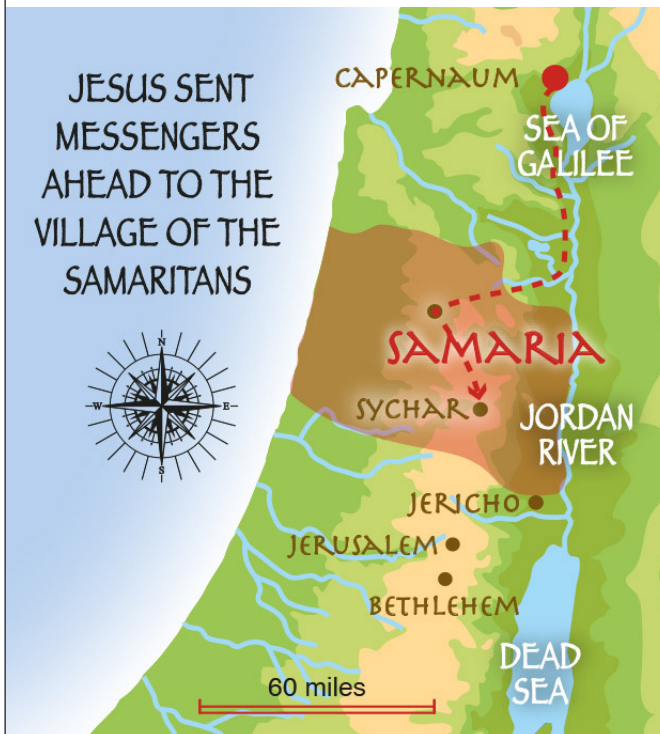 JESUS SENT
MESSENGERS
AHEAD TO THE
VILLAGE OF THE
SAMARITANS
CAPERNAUM
SEA OF
GALILEE
N
W
E
S
SAMARIA
SYCHAR
JORDAN
RIVER
JERICHO
JERUSALEM
BETHLEHEM
DEAD
SEA
60 miles